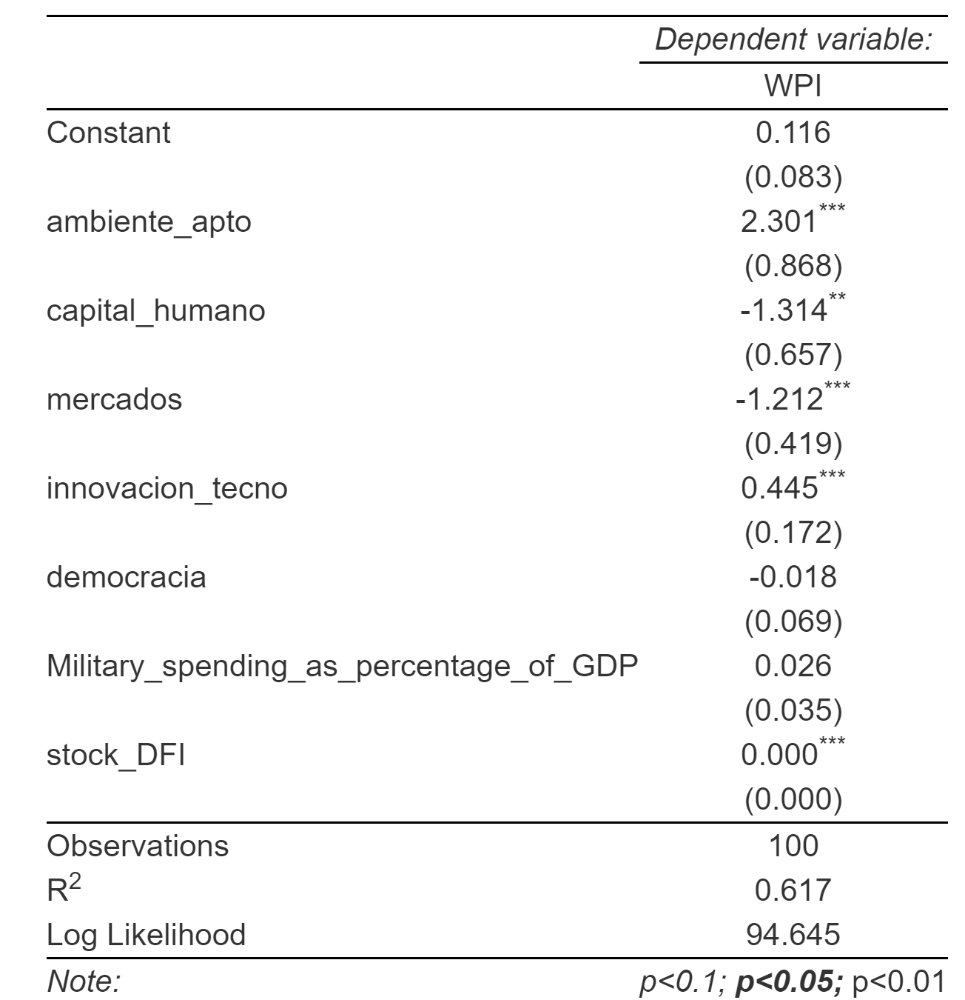 Dependent variable:
WPI
Constant 0.116
(0.083)
ambiente_apto 2.301***
(0.868)
capital_humano -1.314**
(0.657)
mercados -1.212***
(0.419)
innovacion_tecno 0.445***
(0.172)
democracia -0.018
(0.069)
Military_spending_as_percentage_of_GDP 0.026
(0.035)
stock_DFI 0.000***
(0.000)
Observations 100
R² 0.617
Log Likelihood 94.645
Note: p<0.1; p<0.05; p<0.01